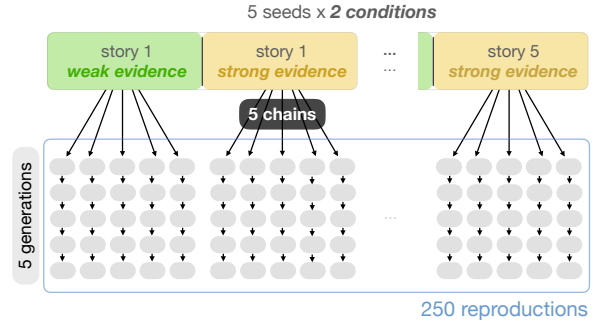 5 seeds x 2 conditions
story 1
weak evidence
story 1
strong evidence
...
...
story 5
strong evidence
5 chains
5 generations
...
250 reproductions